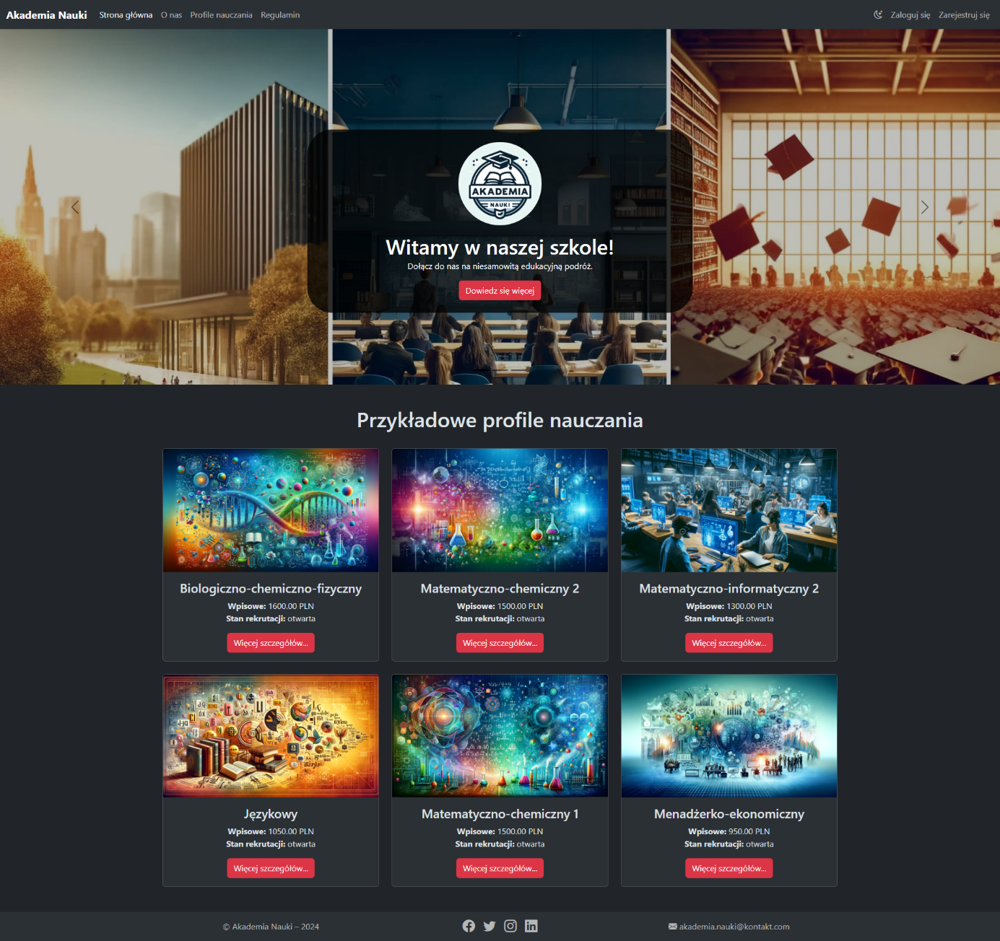 Akademia Nauki Strona główna O nas Profile nauczania Regulamin Zaloguj się Zarejestruj się
AKADEMIA
NAUKI
Witamy w naszej szkole!
Dołącz do nas na niesamowitą edukacyjną podróż.
Dowiedz się więcej
Przykładowe profile nauczania
Biologiczno-chemiczno-fizyczny
Wpisowe: 1600.00 PLN
Stan rekrutacji: otwarta
Więcej szczegółów...
Matematyczno-chemiczny 2
Wpisowe: 1500.00 PLN
Stan rekrutacji: otwarta
Więcej szczegółów...
Matematyczno-informatyczny 2
Wpisowe: 1300.00 PLN
Stan rekrutacji: otwarta
Więcej szczegółów...
Językowy
Wpisowe: 1050.00 PLN
Stan rekrutacji: otwarta
Więcej szczegółów...
Matematyczno-chemiczny 1
Wpisowe: 1500.00 PLN
Stan rekrutacji: otwarta
Więcej szczegółów...
Menadżerko-ekonomiczny
Wpisowe: 950.00 PLN
Stan rekrutacji: otwarta
Więcej szczegółów...
© Akademia Nauki – 2024
akademia.nauki@kontakt.com